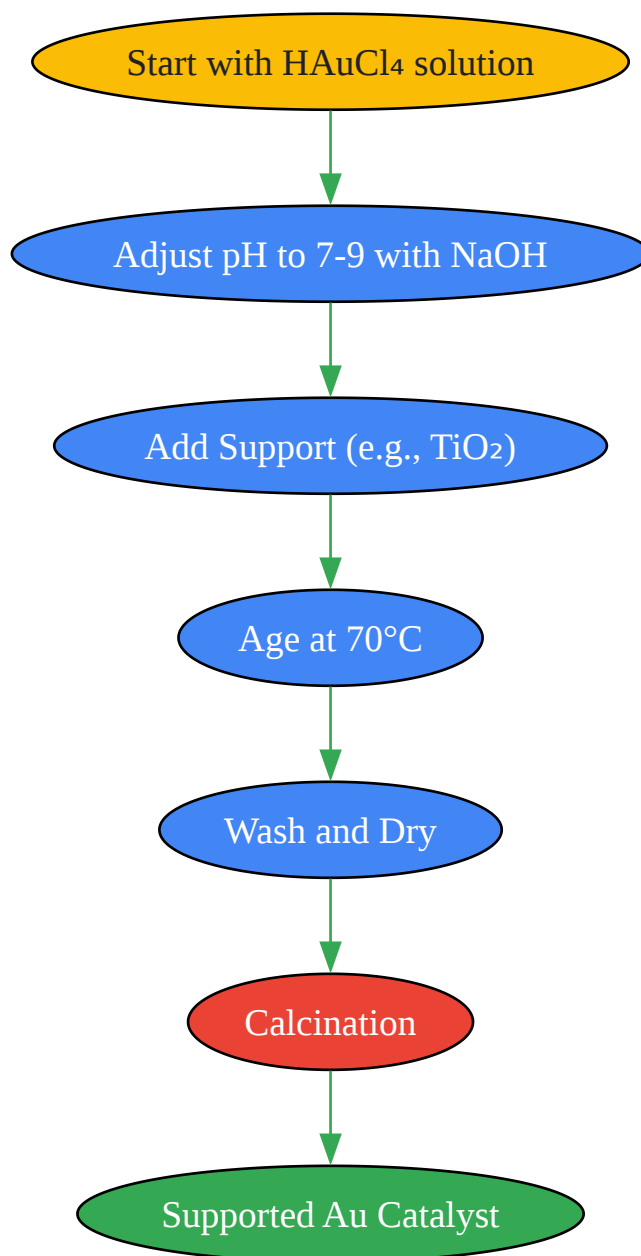 Start with HAuCl₄ solution
Adjust pH to 7-9 with NaOH
Add Support (e.g., TiO₂)
Age at 70°C
Wash and Dry
Calcination
Supported Au Catalyst